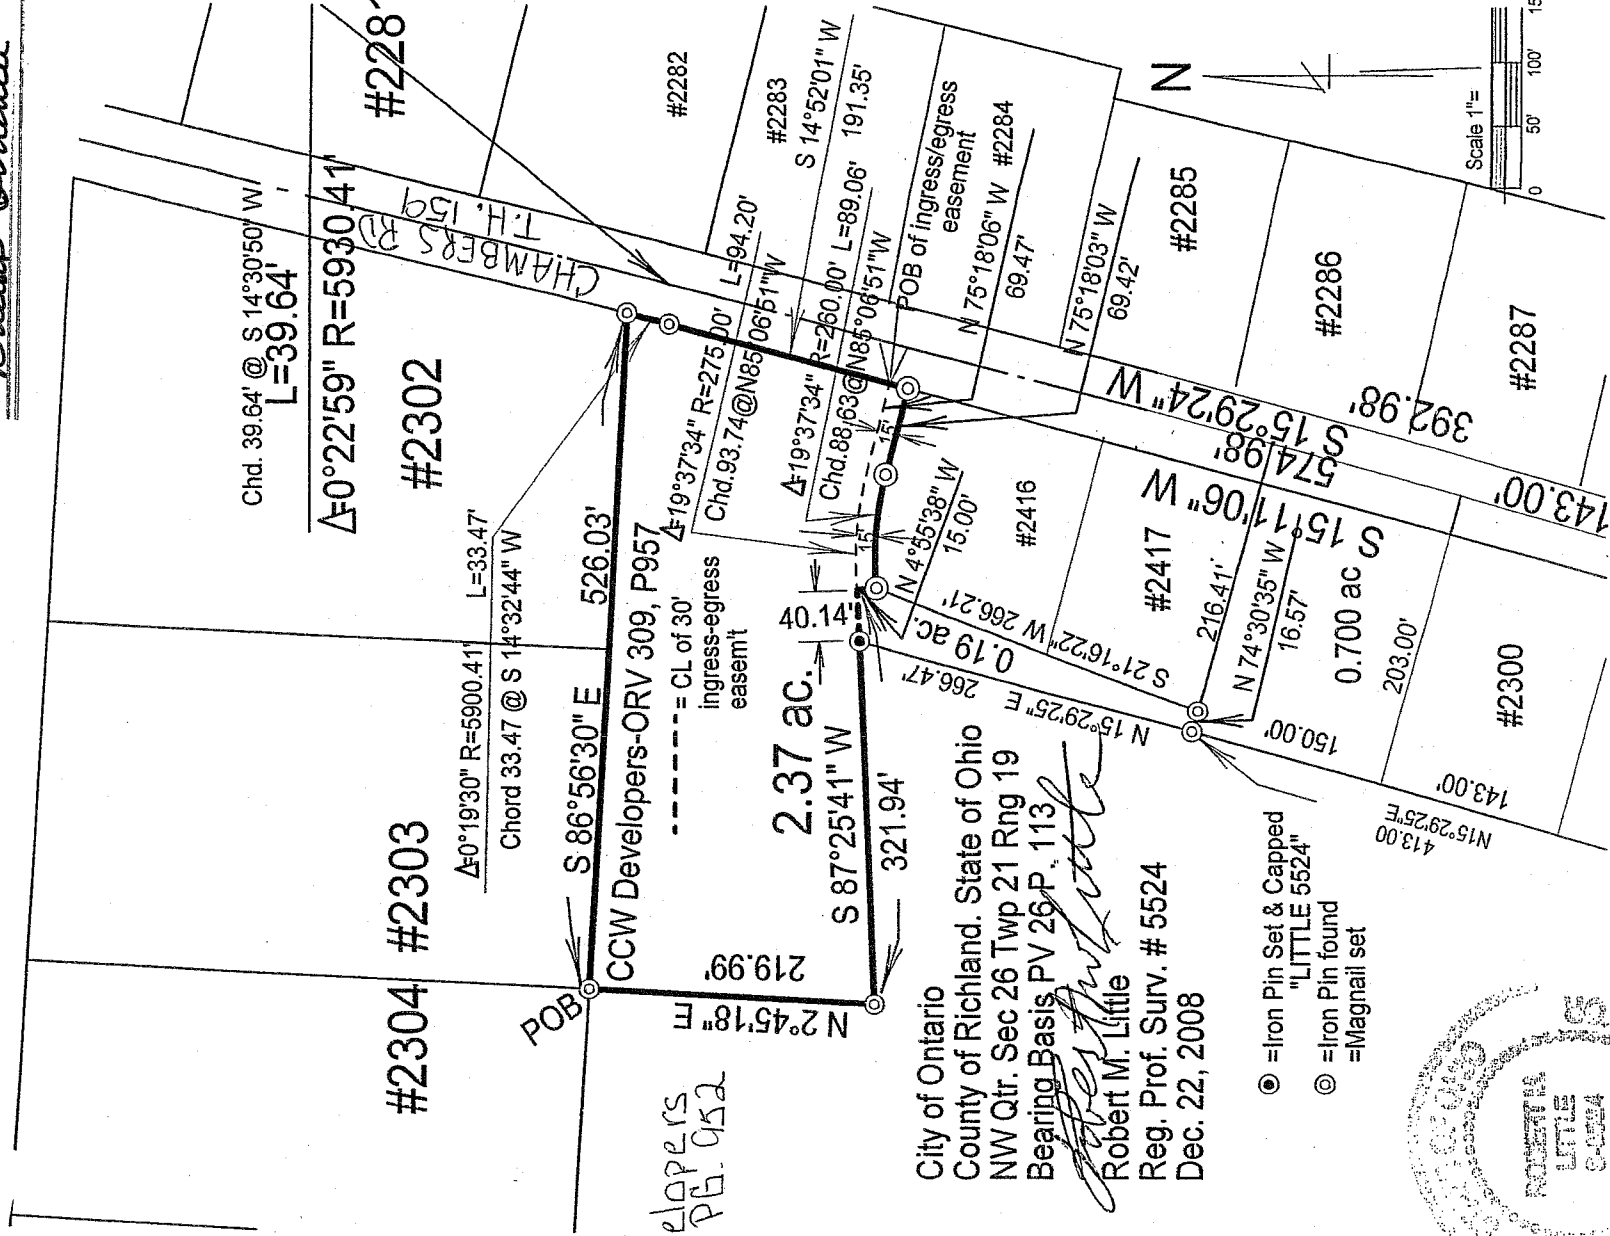 #2304
#2303
#2302
#2282
#2283
#2284
#2285
#2286
#2287
#2416
#2417
#2300
Chd. 39.64' @ S 14°30'50" W
L=39.64'
Δ=0°22'59" R=5930.41'
Δ=0°19'30" R=5900.41'
L=33.47'
Chord 33.47 @ S 14°32'44" W
CHAMBERS RD
T.H. 159
S 14°52'01" W
191.35'
POB
S 86°56'30" E
526.03'
CCW Developers-ORV 309, P957
= CL of 30'
ingress-egress
easem't
2.37 ac.
S 87°25'41" W
321.94'
40.14'
N 2°45'18" E
219.99'
Δ=19°37'34" R=275.00' L=94.20'
Chd.93.74@N85°06'51"W
Δ=19°37'34" R=260.00' L=89.06'
Chd.88.63@N85°06'51"W
15'
15'
POB of ingress/egress
easement
N 75°18'06" W
69.47'
N 75°18'03" W
69.42'
N 4°55'38" W
15.00'
0.19 ac.
S 21°16'22" W 266.21'
N 15°29'25" E
266.47'
216.41'
N 74°30'35" W
16.57'
0.700 ac
203.00'
150.00'
143.00'
413.00
N15°29'25"E
S 15°29'24" W
392.98'
574.98'
S 15°11'06" W
143.00'
elopers
PG. 952
City of Ontario
County of Richland. State of Ohio
NW Qtr. Sec 26 Twp 21 Rng 19
Bearing Basis PV 26 P. 113
Robert M. Little
Reg. Prof. Surv. # 5524
Dec. 22, 2008
=Iron Pin Set & Capped
"LITTLE 5524"
=Iron Pin found
=Magnail set
N
Scale 1"=
0 50' 100'
LITTLE